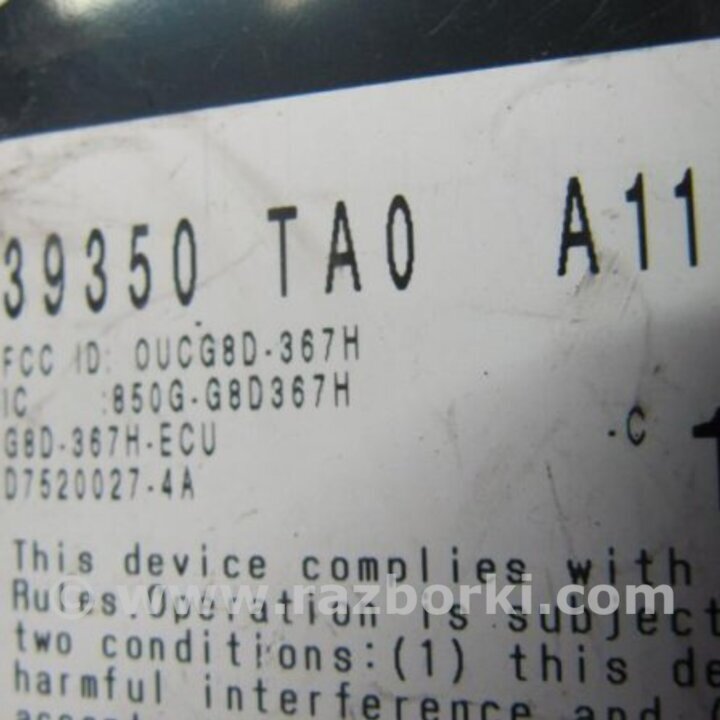 39350 TA0 A11
FCC ID: OUCG8D-367H
IC :850G-G8D367H
G8D-367H-ECU -C
D7520027-4A
This device complies with
Rules.Operation is subject
two conditions:(1) this de
harmful interference and
© www.razborki.com